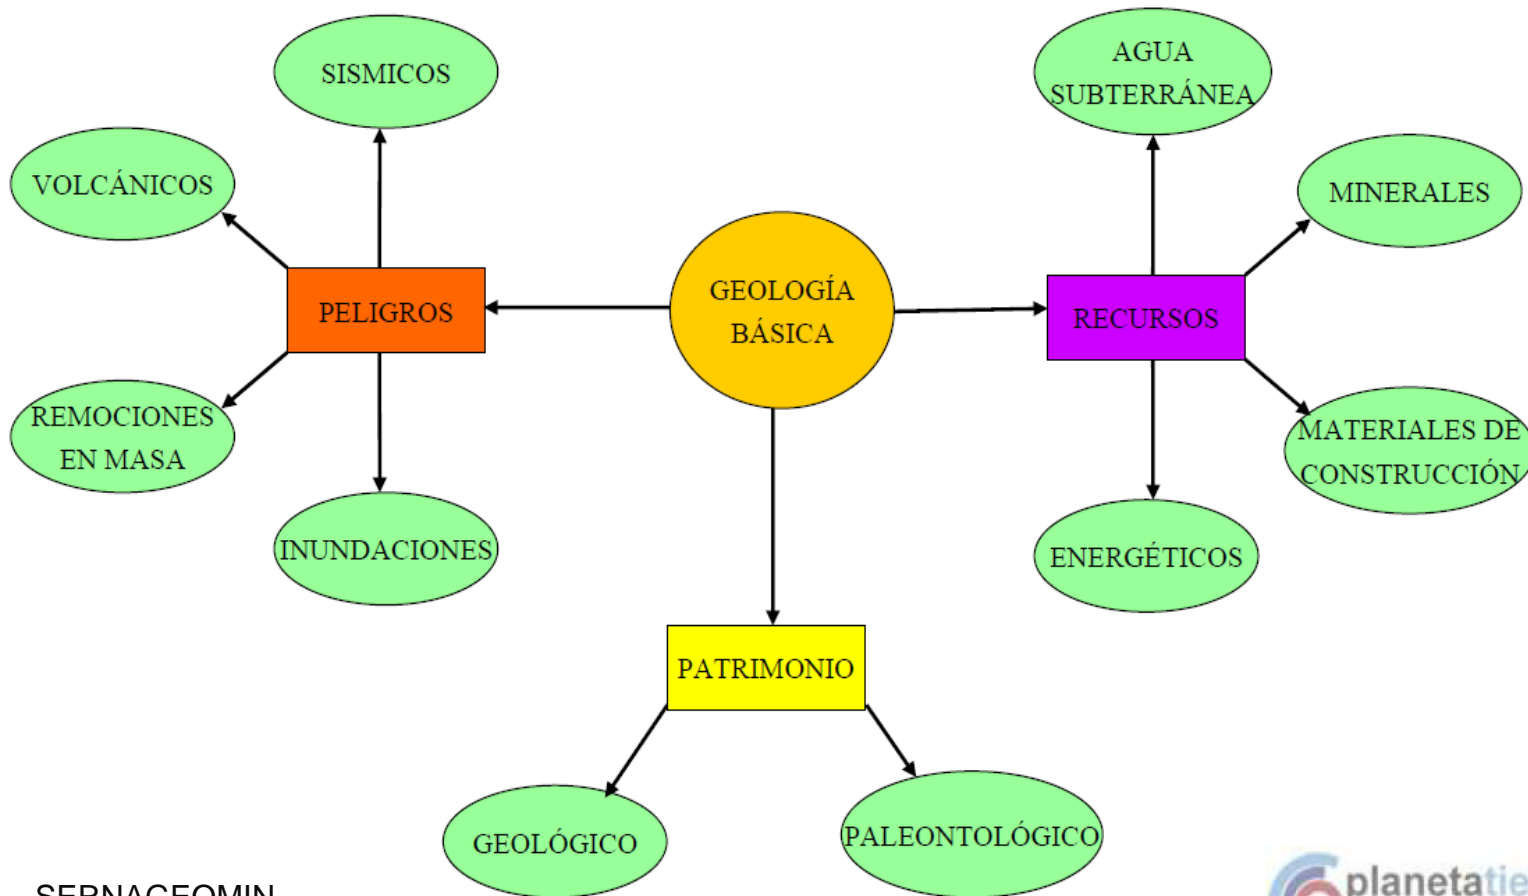 SISMICOS
VOLCÁNICOS
PELIGROS
REMOCIONES
EN MASA
INUNDACIONES
GEOLOGÍA
BÁSICA
AGUA
SUBTERRÁNEA
MINERALES
RECURSOS
MATERIALES DE
CONSTRUCCIÓN
ENERGÉTICOS
PATRIMONIO
GEOLÓGICO
PALEONTOLÓGICO
SERNAGEOMIN
planetatie